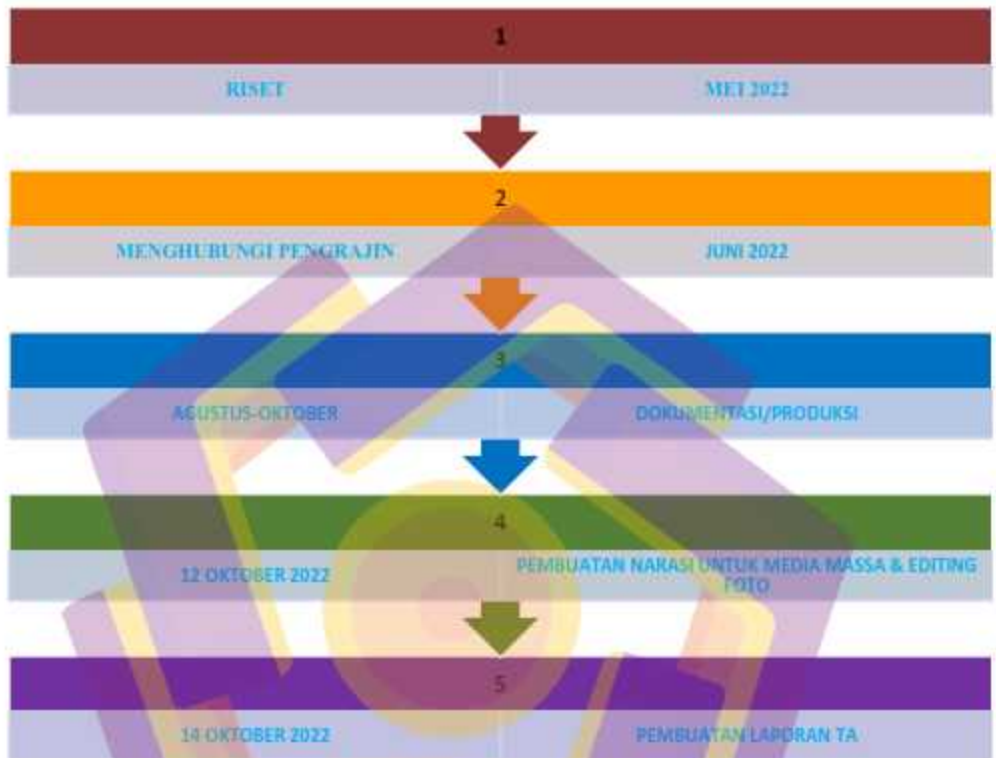 1
RISET MEI 2022
2
MENGHUBUNGI PENGRAJIN JUNI 2022
3
AGUSTUS-OKTOBER DOKUMENTASI/PRODUKSI
4
12 OKTOBER 2022 PEMBUATAN NARASI UNTUK MEDIA MASSA & EDITING
FOTO
5
14 OKTOBER 2022 PEMBUATAN LAPORAN TA